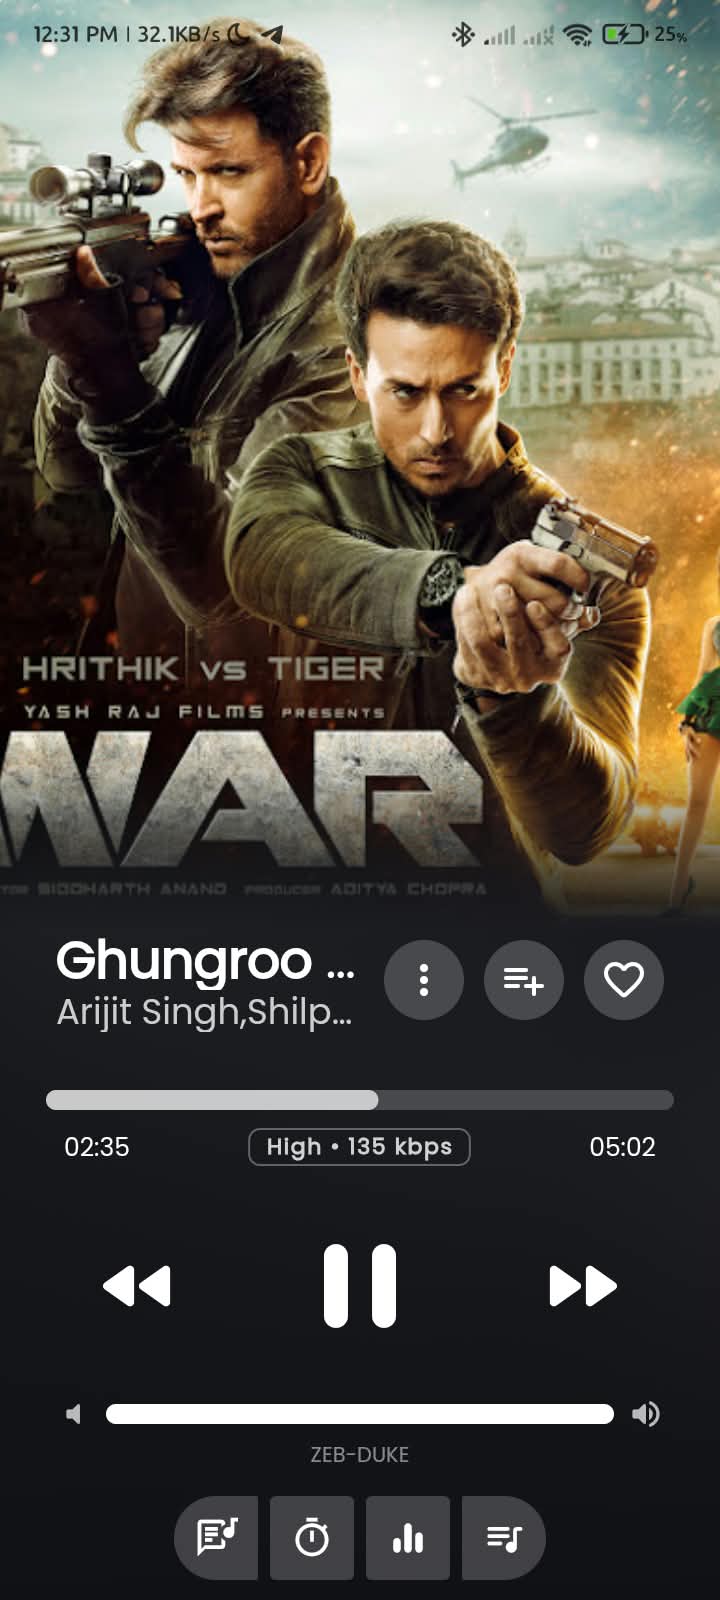 12:31 PM | 32.1KB/s 25%
HRITHIK vs TIGER
YASH RAJ FILMS PRESENTS
WAR
SIDDHARTH ANAND PRODUCER ADITYA CHOPRA
Ghungroo ...
Arijit Singh,Shilp...
02:35 High • 135 kbps 05:02
ZEB-DUKE